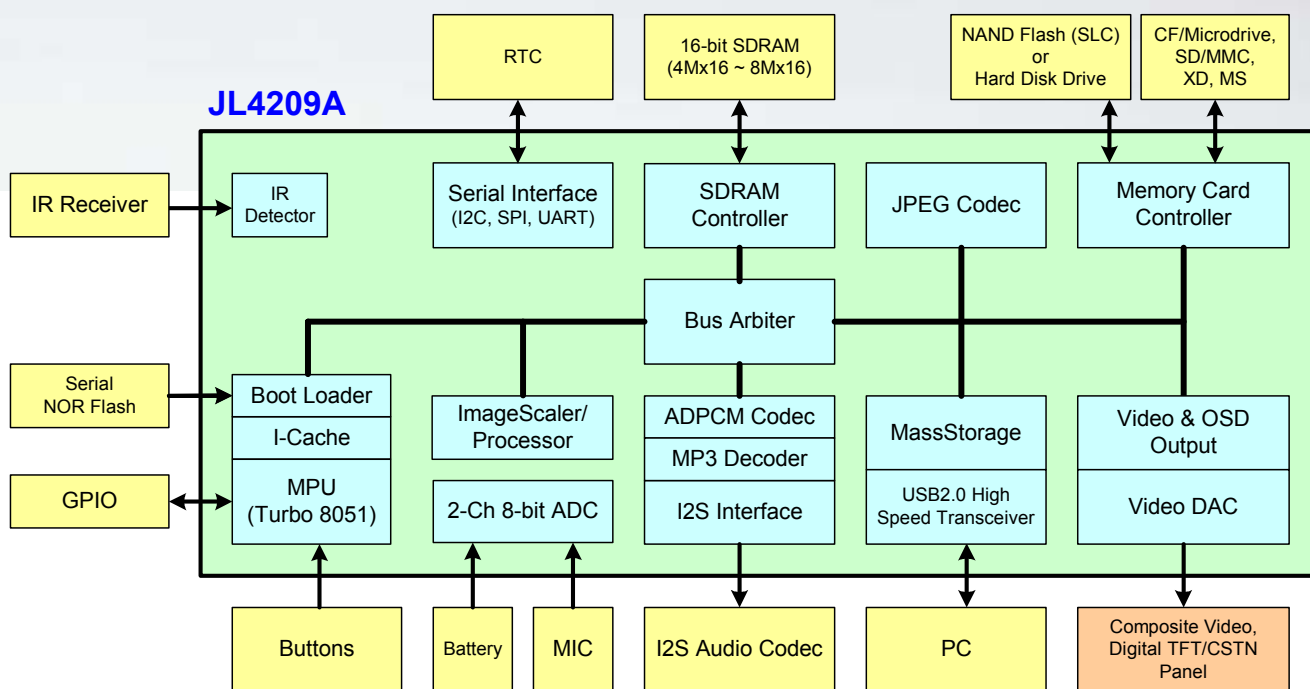 RTC
16-bit SDRAM
(4Mx16 ~ 8Mx16)
NAND Flash (SLC)
or
Hard Disk Drive
CF/Microdrive,
SD/MMC,
XD, MS
JL4209A
IR Receiver
IR
Detector
Serial Interface
(I2C, SPI, UART)
SDRAM
Controller
JPEG Codec
Memory Card
Controller
Bus Arbiter
Serial
NOR Flash
Boot Loader
I-Cache
MPU
(Turbo 8051)
GPIO
ImageScaler/
Processor
2-Ch 8-bit ADC
ADPCM Codec
MP3 Decoder
I2S Interface
MassStorage
USB2.0 High
Speed Transceiver
Video & OSD
Output
Video DAC
Buttons
Battery
MIC
I2S Audio Codec
PC
Composite Video,
Digital TFT/CSTN
Panel